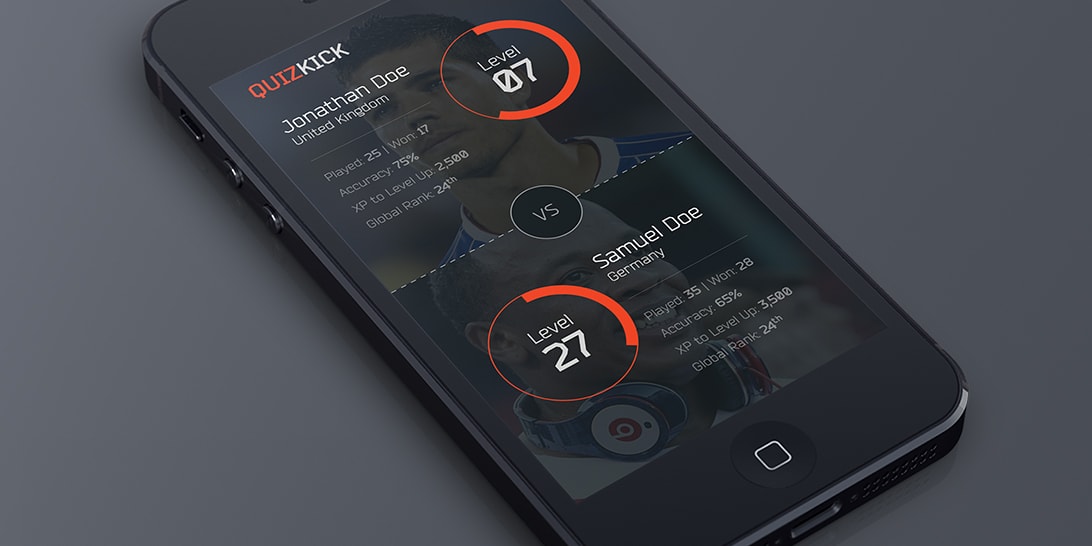 QUIZKICK
Jonathan Doe
United Kingdom
Played: 25 | Won: 17
Accuracy: 75%
XP to Level Up: 2,500
Global Rank: 24th
Level
07
VS
Samuel Doe
Germany
Played: 35 | Won: 28
Accuracy: 65%
XP to Level Up: 3,500
Global Rank: 24th
Level
27